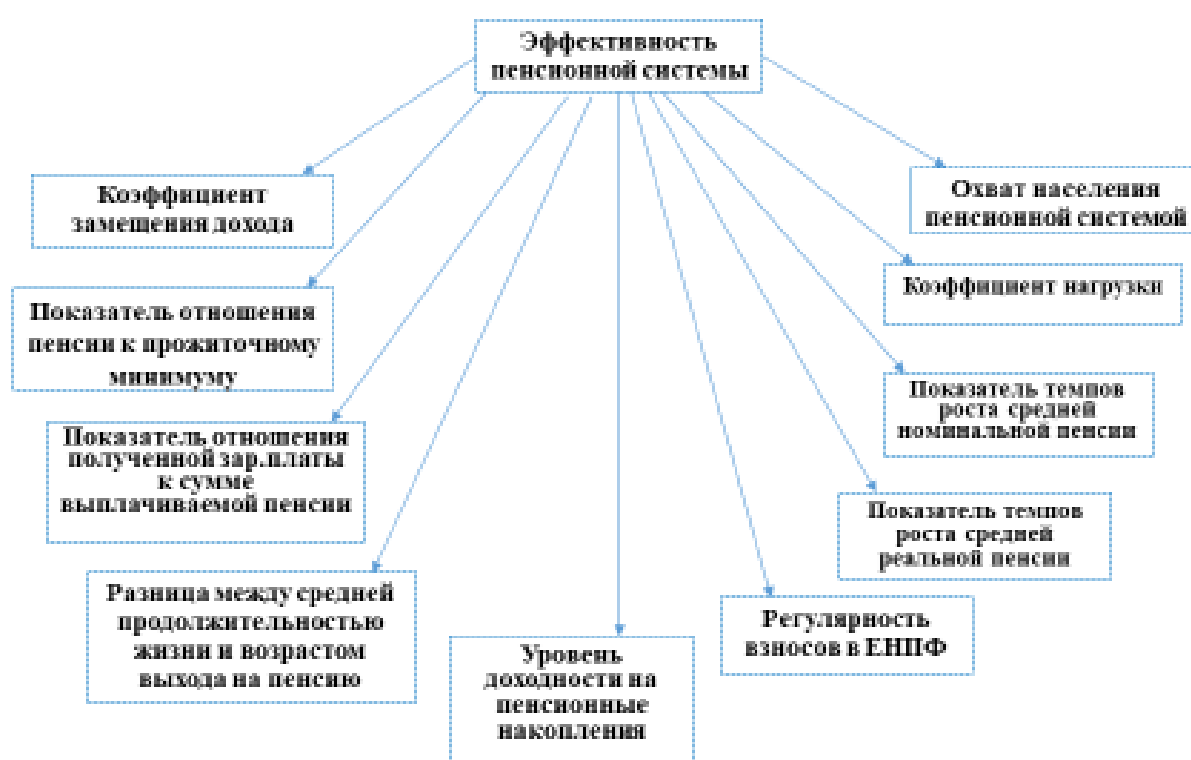 Эффективность
пенсионной системы
Коэффициент
замещения дохода
Показатель отношения
пенсии к прожиточному
минимуму
Показатель отношения
полученной зар.платы
к сумме
выплачиваемой пенсии
Разница между средней
продолжительностью
жизни и возрастом
выхода на пенсию
Уровень
доходности на
пенсионные
накопления
Регулярность
взносов в ЕНПФ
Показатель темпов
роста средней
реальной пенсии
Показатель темпов
роста средней
номинальной пенсии
Коэффициент нагрузки
Охват населения
пенсионной системой